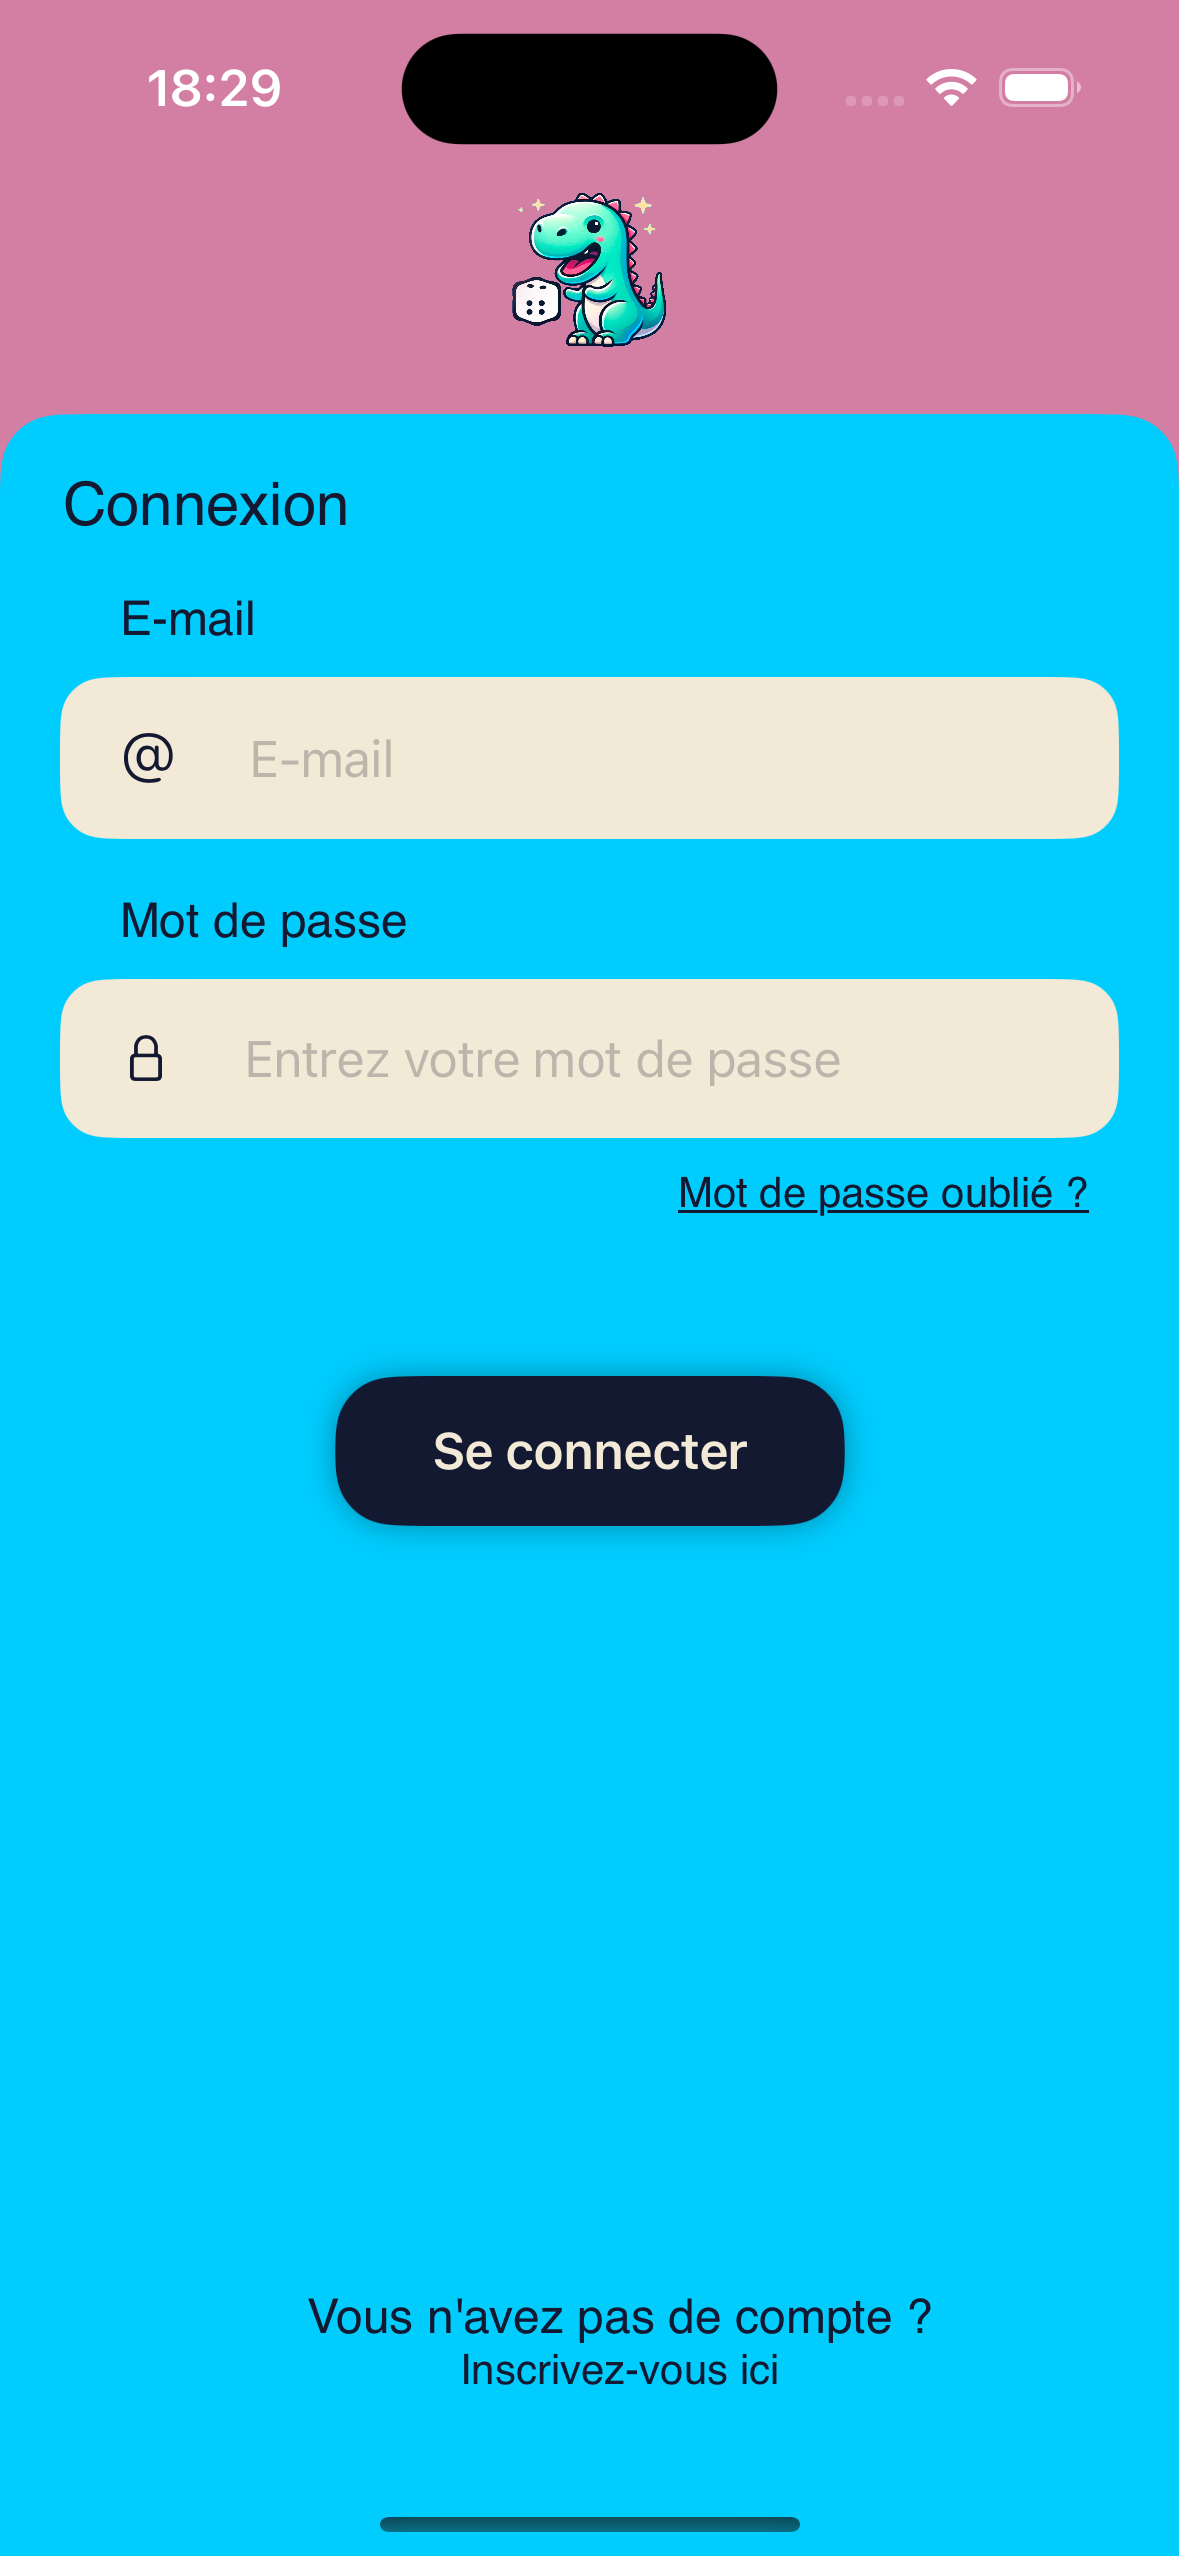 18:29
Connexion
E-mail
@ E-mail
Mot de passe
Entrez votre mot de passe
Mot de passe oublié ?
Se connecter
Vous n'avez pas de compte ?
Inscrivez-vous ici